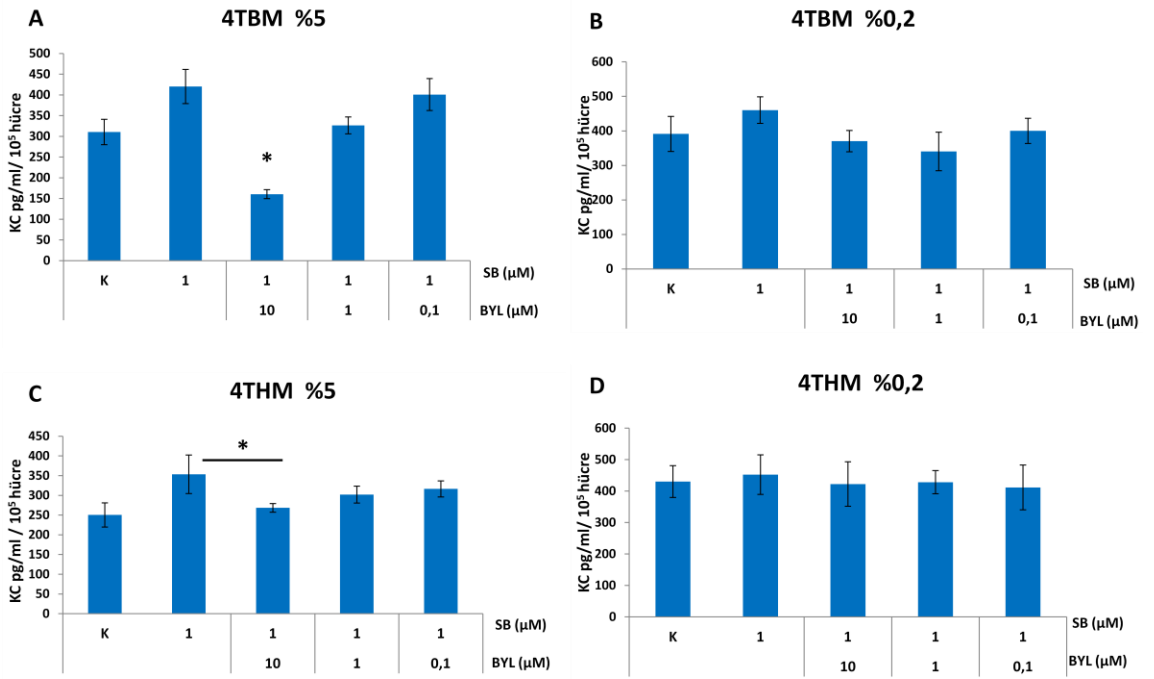 A
4TBM %5
KC pg/ml/ 10⁵ hücre
500
450
400
350
300
250
200
150
100
50
0
*
K 1 1 1 1 SB (µM)
10 1 0,1 BYL (µM)
B
4TBM %0,2
KC pg/ml/ 10⁵ hücre
600
500
400
300
200
100
0
K 1 1 1 1 SB (µM)
10 1 0,1 BYL (µM)
C
4THM %5
KC pg/ml/ 10⁵ hücre
450
400
350
300
250
200
150
100
50
0
*
K 1 1 1 1 SB (µM)
10 1 0,1 BYL (µM)
D
4THM %0,2
KC pg/ml/ 10⁵ hücre
600
500
400
300
200
100
0
K 1 1 1 1 SB (µM)
10 1 0,1 BYL (µM)